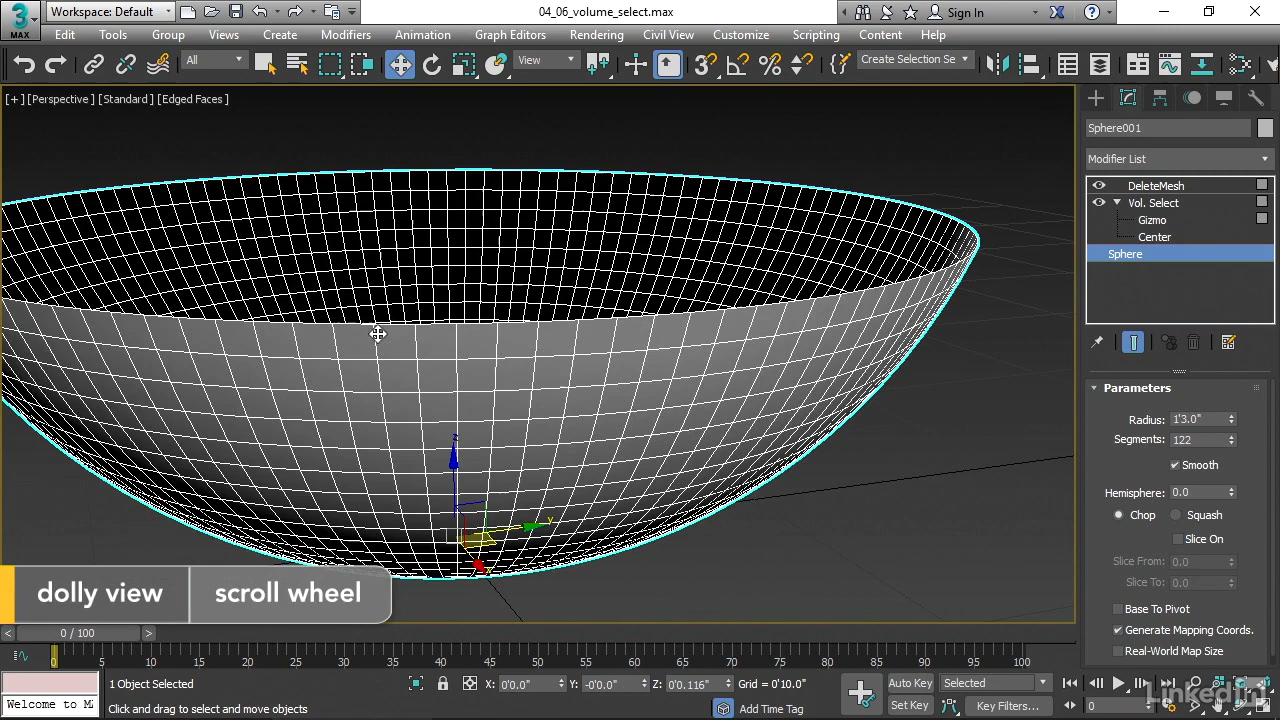 3
MAX
Workspace: Default
04_06_volume_select.max
Sign In
Edit Tools Group Views Create Modifiers Animation Graph Editors Rendering Civil View Customize Scripting Content Help
All
View
Create Selection Se
[+] [Perspective ] [Standard ] [Edged Faces ]
Sphere001
Modifier List
DeleteMesh
Vol. Select
Gizmo
Center
Sphere
Parameters
Radius: 1'3.0"
Segments: 122
Smooth
Hemisphere: 0.0
Chop Squash
Slice On
Slice From: 0.0
Slice To: 0.0
Base To Pivot
Generate Mapping Coords.
Real-World Map Size
z
y
dolly view scroll wheel
< 0 / 100 >
0 5 10 15 20 25 30 35 40 45 50 55 60 65 70 75 80 85 90 95 100
1 Object Selected
X: 0'0.0" Y: -0'0.0" Z: 0'0.116" Grid = 0'10.0"
Auto Key Selected
Welcome to M
Click and drag to select and move objects
Add Time Tag
Set Key Key Filters...
0
LinkedIn